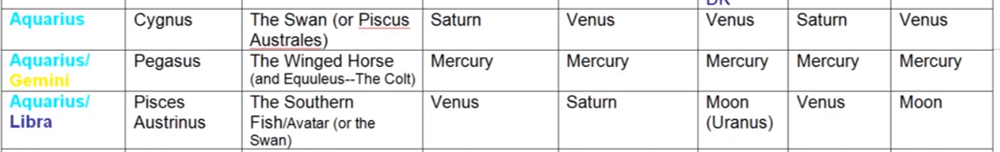 DK
Aquarius Cygnus The Swan (or Piscus Saturn Venus Venus Saturn Venus
Australes)
Aquarius/ Pegasus The Winged Horse Mercury Mercury Mercury Mercury Mercury
Gemini (and Equuleus--The Colt)
Aquarius/ Pisces The Southern Venus Saturn Moon Venus Moon
Libra Austrinus Fish/Avatar (or the (Uranus)
Swan)